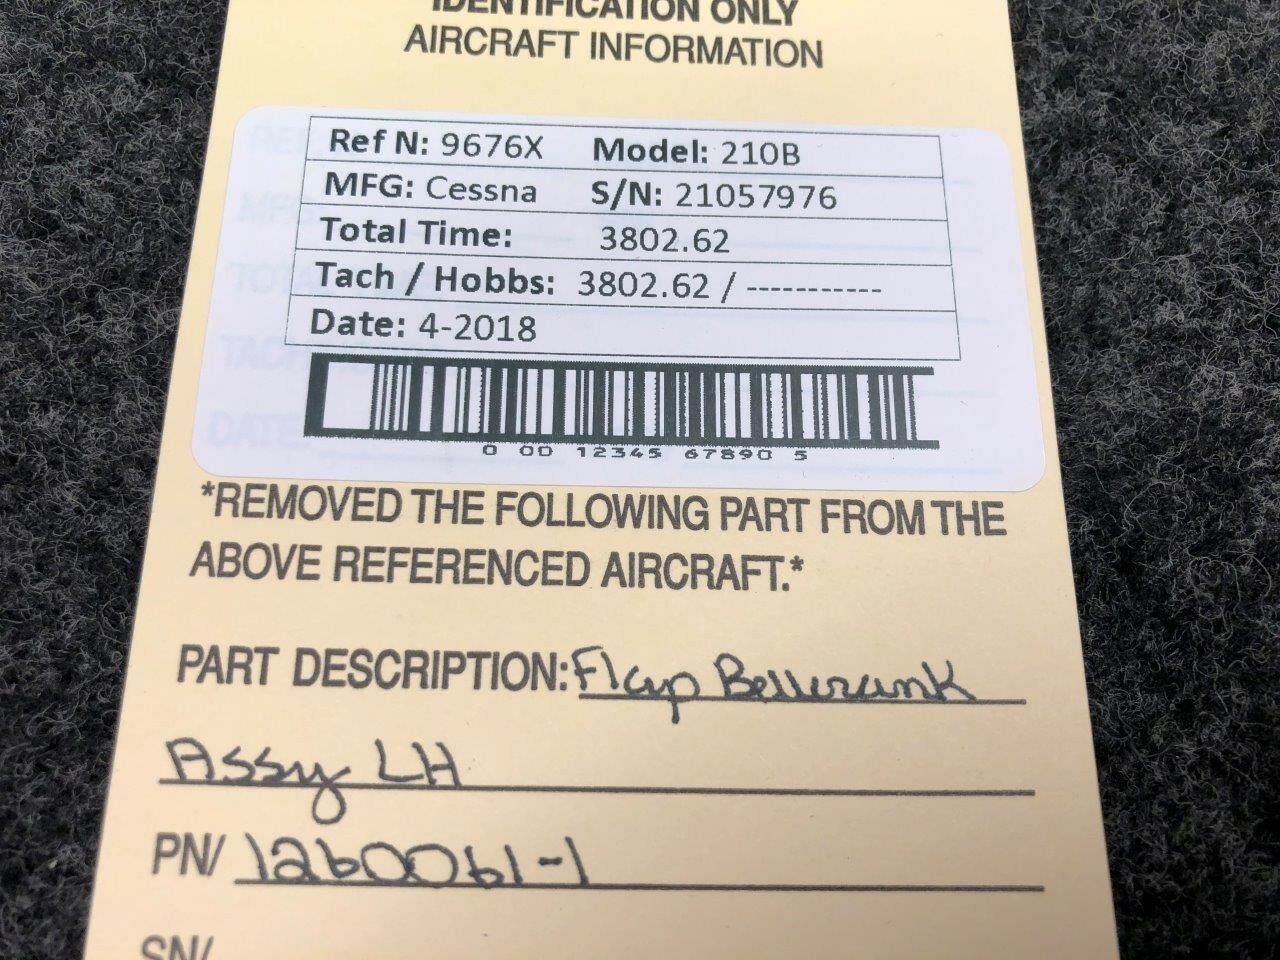 IDENTIFICATION ONLY
AIRCRAFT INFORMATION
Ref N: 9676X Model: 210B
MFG: Cessna S/N: 21057976
Total Time: 3802.62
Tach / Hobbs: 3802.62 / -----------
Date: 4-2018
0 00 12345 67890 5
*REMOVED THE FOLLOWING PART FROM THE
ABOVE REFERENCED AIRCRAFT.*
PART DESCRIPTION: Flap Bellcrank
Assy LH
PN/ 1260061-1
SN/